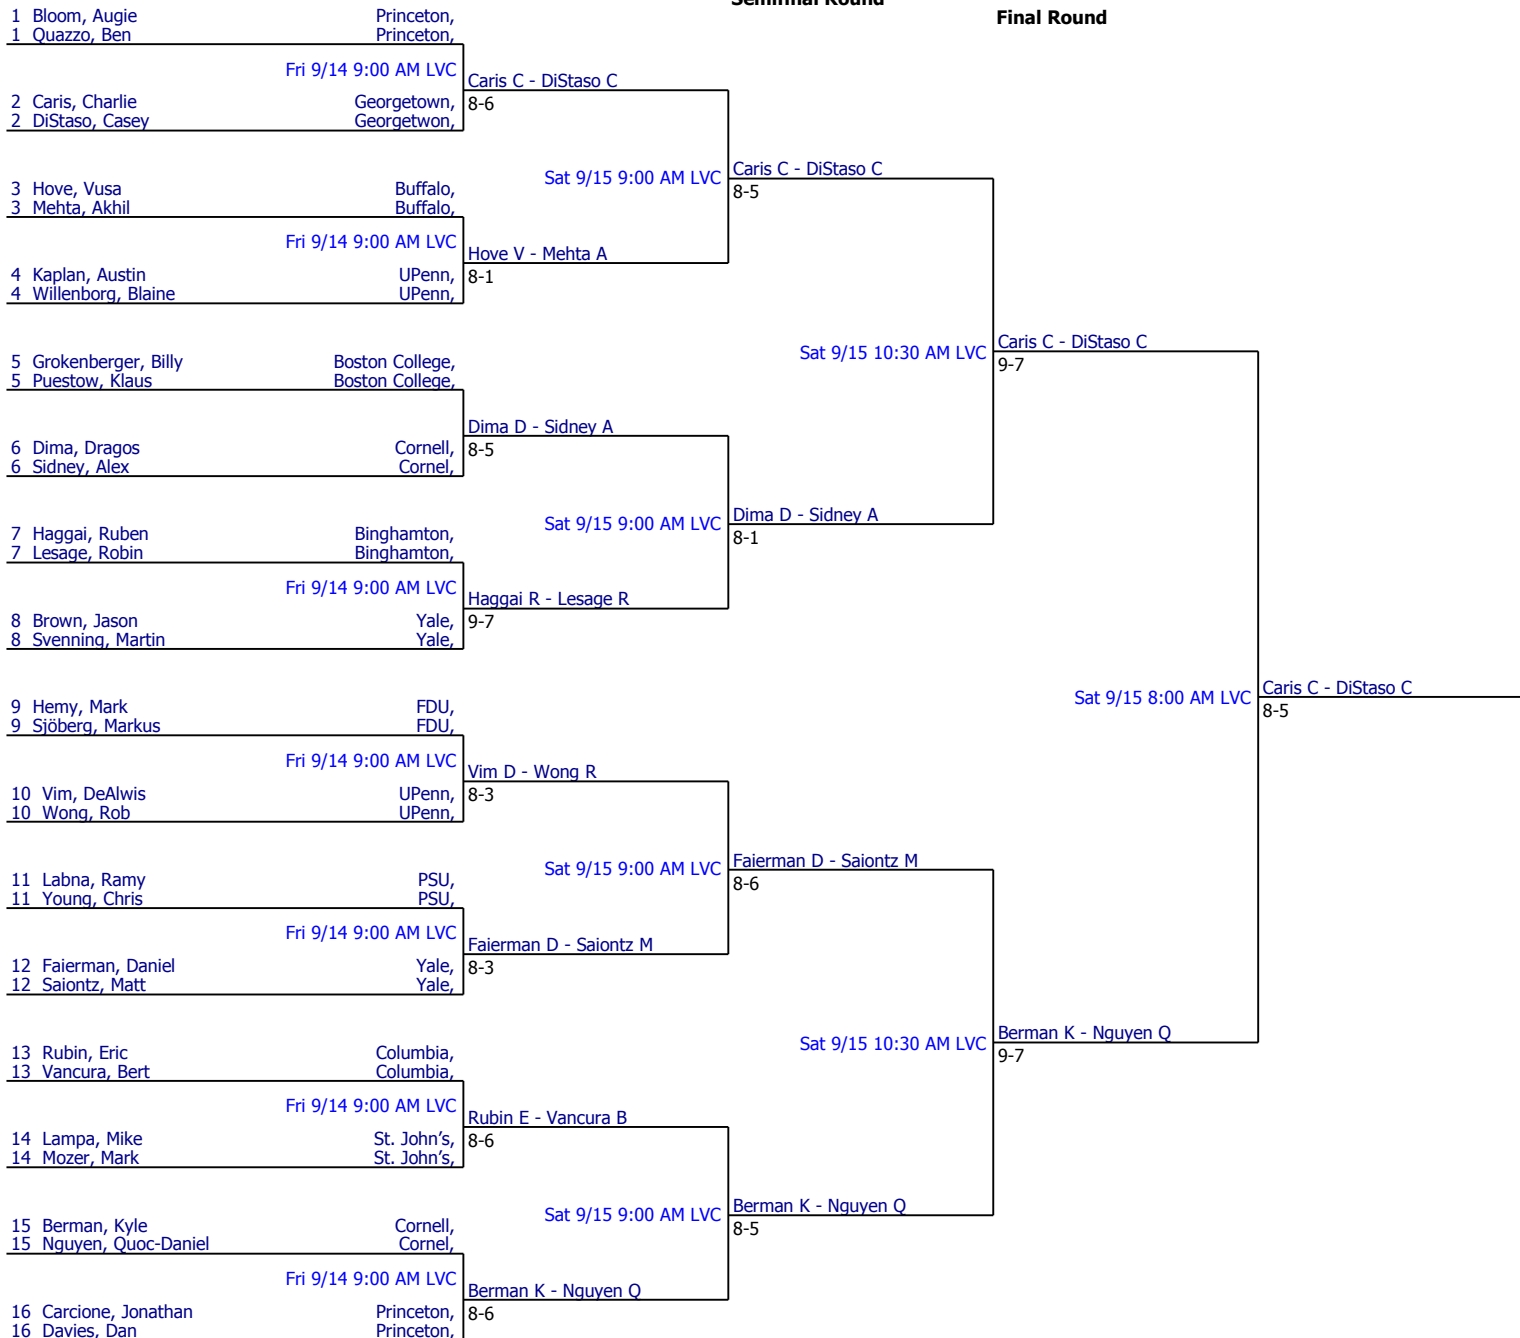 Semifinal Round
Final Round
1 Bloom, Augie Princeton,
1 Quazzo, Ben Princeton,
Fri 9/14 9:00 AM LVC
Caris C - DiStaso C
8-6
2 Caris, Charlie Georgetown,
2 DiStaso, Casey Georgetwon,
Sat 9/15 9:00 AM LVC
Caris C - DiStaso C
8-5
3 Hove, Vusa Buffalo,
3 Mehta, Akhil Buffalo,
Fri 9/14 9:00 AM LVC
Hove V - Mehta A
8-1
4 Kaplan, Austin UPenn,
4 Willenborg, Blaine UPenn,
Sat 9/15 10:30 AM LVC
Caris C - DiStaso C
9-7
5 Grokenberger, Billy Boston College,
5 Puestow, Klaus Boston College,
Dima D - Sidney A
8-5
6 Dima, Dragos Cornell,
6 Sidney, Alex Cornel,
Sat 9/15 9:00 AM LVC
Dima D - Sidney A
8-1
7 Haggai, Ruben Binghamton,
7 Lesage, Robin Binghamton,
Fri 9/14 9:00 AM LVC
Haggai R - Lesage R
9-7
8 Brown, Jason Yale,
8 Svenning, Martin Yale,
Sat 9/15 8:00 AM LVC
Caris C - DiStaso C
8-5
9 Hemy, Mark FDU,
9 Sjöberg, Markus FDU,
Fri 9/14 9:00 AM LVC
Vim D - Wong R
8-3
10 Vim, DeAlwis UPenn,
10 Wong, Rob UPenn,
Sat 9/15 9:00 AM LVC
Faierman D - Saiontz M
8-6
11 Labna, Ramy PSU,
11 Young, Chris PSU,
Fri 9/14 9:00 AM LVC
Faierman D - Saiontz M
8-3
12 Faierman, Daniel Yale,
12 Saiontz, Matt Yale,
Sat 9/15 10:30 AM LVC
Berman K - Nguyen Q
9-7
13 Rubin, Eric Columbia,
13 Vancura, Bert Columbia,
Fri 9/14 9:00 AM LVC
Rubin E - Vancura B
8-6
14 Lampa, Mike St. John’s,
14 Mozer, Mark St. John’s,
Sat 9/15 9:00 AM LVC
Berman K - Nguyen Q
8-5
15 Berman, Kyle Cornell,
15 Nguyen, Quoc-Daniel Cornel,
Fri 9/14 9:00 AM LVC
Berman K - Nguyen Q
8-6
16 Carcione, Jonathan Princeton,
16 Davies, Dan Princeton,